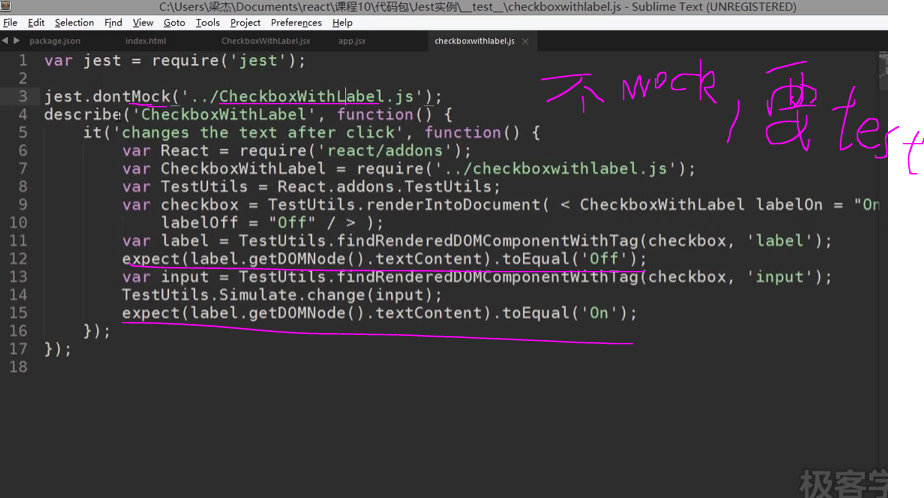 C:\Users\梁杰\Documents\react\课程10\代码包\Jest实例\__test__\checkboxwithlabel.js - Sublime Text (UNREGISTERED)
File Edit Selection Find View Goto Tools Project Preferences Help
package.json index.html CheckboxWithLabel.jsx app.jsx checkboxwithlabel.js ×
1 var jest = require('jest');
2
3 jest.dontMock('../CheckboxWithLabel.js');
4 describe('CheckboxWithLabel', function() {
5 it('changes the text after click', function() {
6 var React = require('react/addons');
7 var CheckboxWithLabel = require('../checkboxwithlabel.js');
8 var TestUtils = React.addons.TestUtils;
9 var checkbox = TestUtils.renderIntoDocument( < CheckboxWithLabel labelOn = "On
10 labelOff = "Off" / > );
11 var label = TestUtils.findRenderedDOMComponentWithTag(checkbox, 'label');
12 expect(label.getDOMNode().textContent).toEqual('Off');
13 var input = TestUtils.findRenderedDOMComponentWithTag(checkbox, 'input');
14 TestUtils.Simulate.change(input);
15 expect(label.getDOMNode().textContent).toEqual('On');
16 });
17 });
18
不mock,要test
极客学